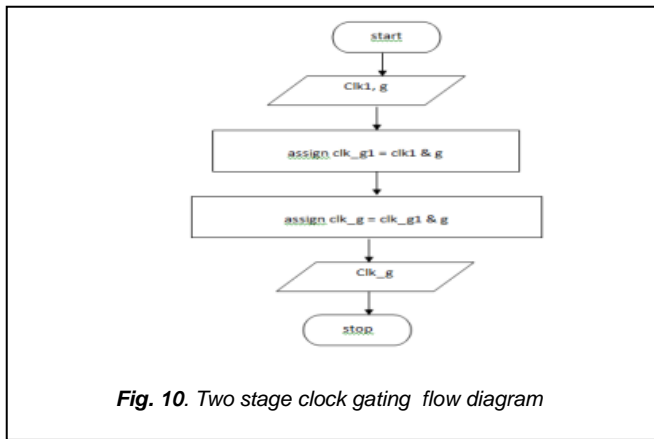 start
Clk1, g
assign clk_g1 = clk1 & g
assign clk_g = clk_g1 & g
Clk_g
stop
Fig. 10. Two stage clock gating flow diagram